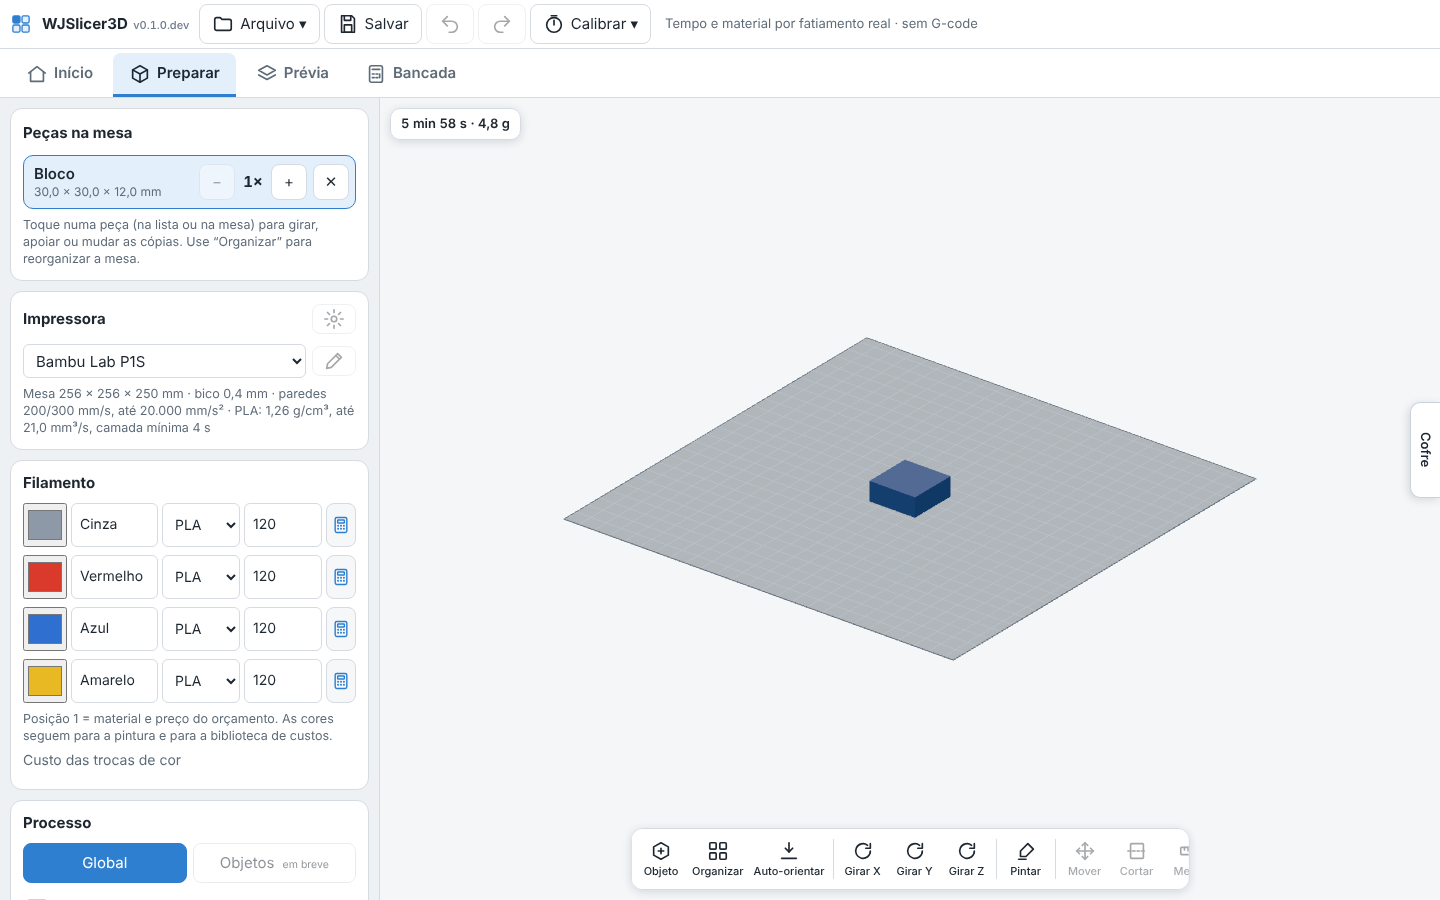 WJSlicer3D v0.1.0.dev
Arquivo ▾
Salvar
Calibrar ▾
Tempo e material por fatiamento real · sem G-code
Início
Preparar
Prévia
Bancada
Peças na mesa
Bloco
30,0 × 30,0 × 12,0 mm
− 1× + ✕
Toque numa peça (na lista ou na mesa) para girar,
apoiar ou mudar as cópias. Use “Organizar” para
reorganizar a mesa.
Impressora
Bambu Lab P1S
Mesa 256 × 256 × 250 mm · bico 0,4 mm · paredes
200/300 mm/s, até 20.000 mm/s² · PLA: 1,26 g/cm³, até
21,0 mm³/s, camada mínima 4 s
Filamento
Cinza PLA 120
Vermelho PLA 120
Azul PLA 120
Amarelo PLA 120
Posição 1 = material e preço do orçamento. As cores
seguem para a pintura e para a biblioteca de custos.
Custo das trocas de cor
Processo
Global
Objetos em breve
5 min 58 s · 4,8 g
Cofre
Objeto
Organizar
Auto-orientar
Girar X
Girar Y
Girar Z
Pintar
Mover
Cortar